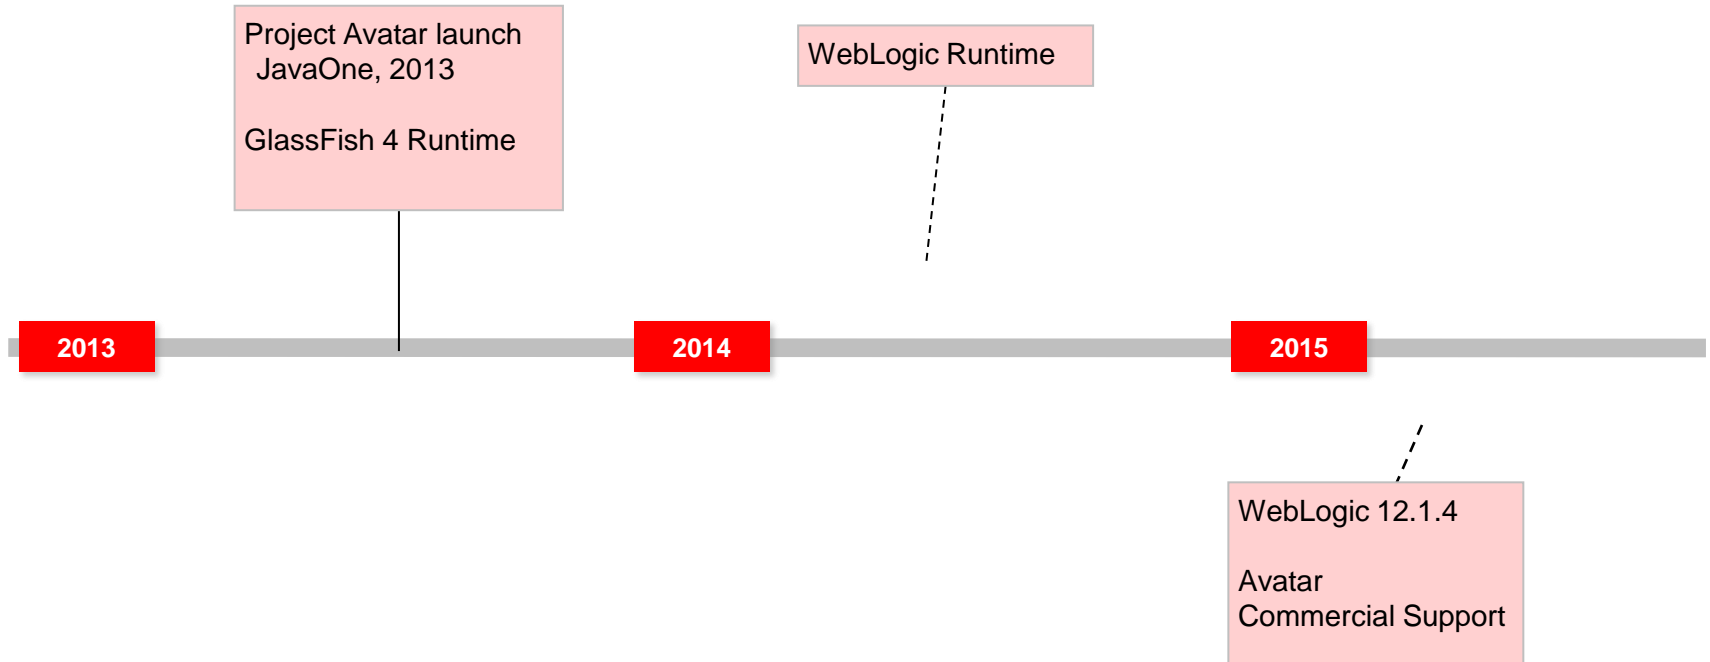 Project Avatar launch
JavaOne, 2013
GlassFish 4 Runtime
WebLogic Runtime
2013
2014
2015
WebLogic 12.1.4
Avatar
Commercial Support